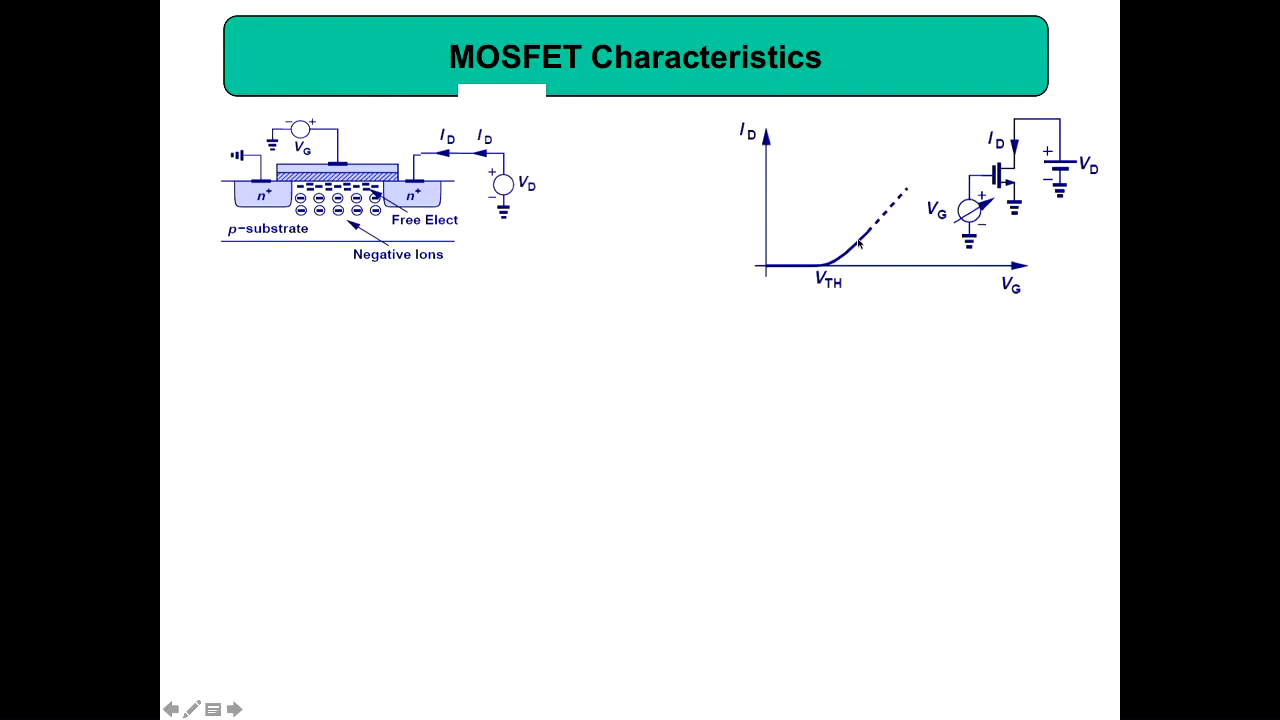 MOSFET Characteristics
− +
V_G
I_D I_D
+
V_D
−
n+ n+
Free Elect
p−substrate
Negative Ions
I_D
V_TH
V_G
I_D
+
V_D
−
V_G
+
−